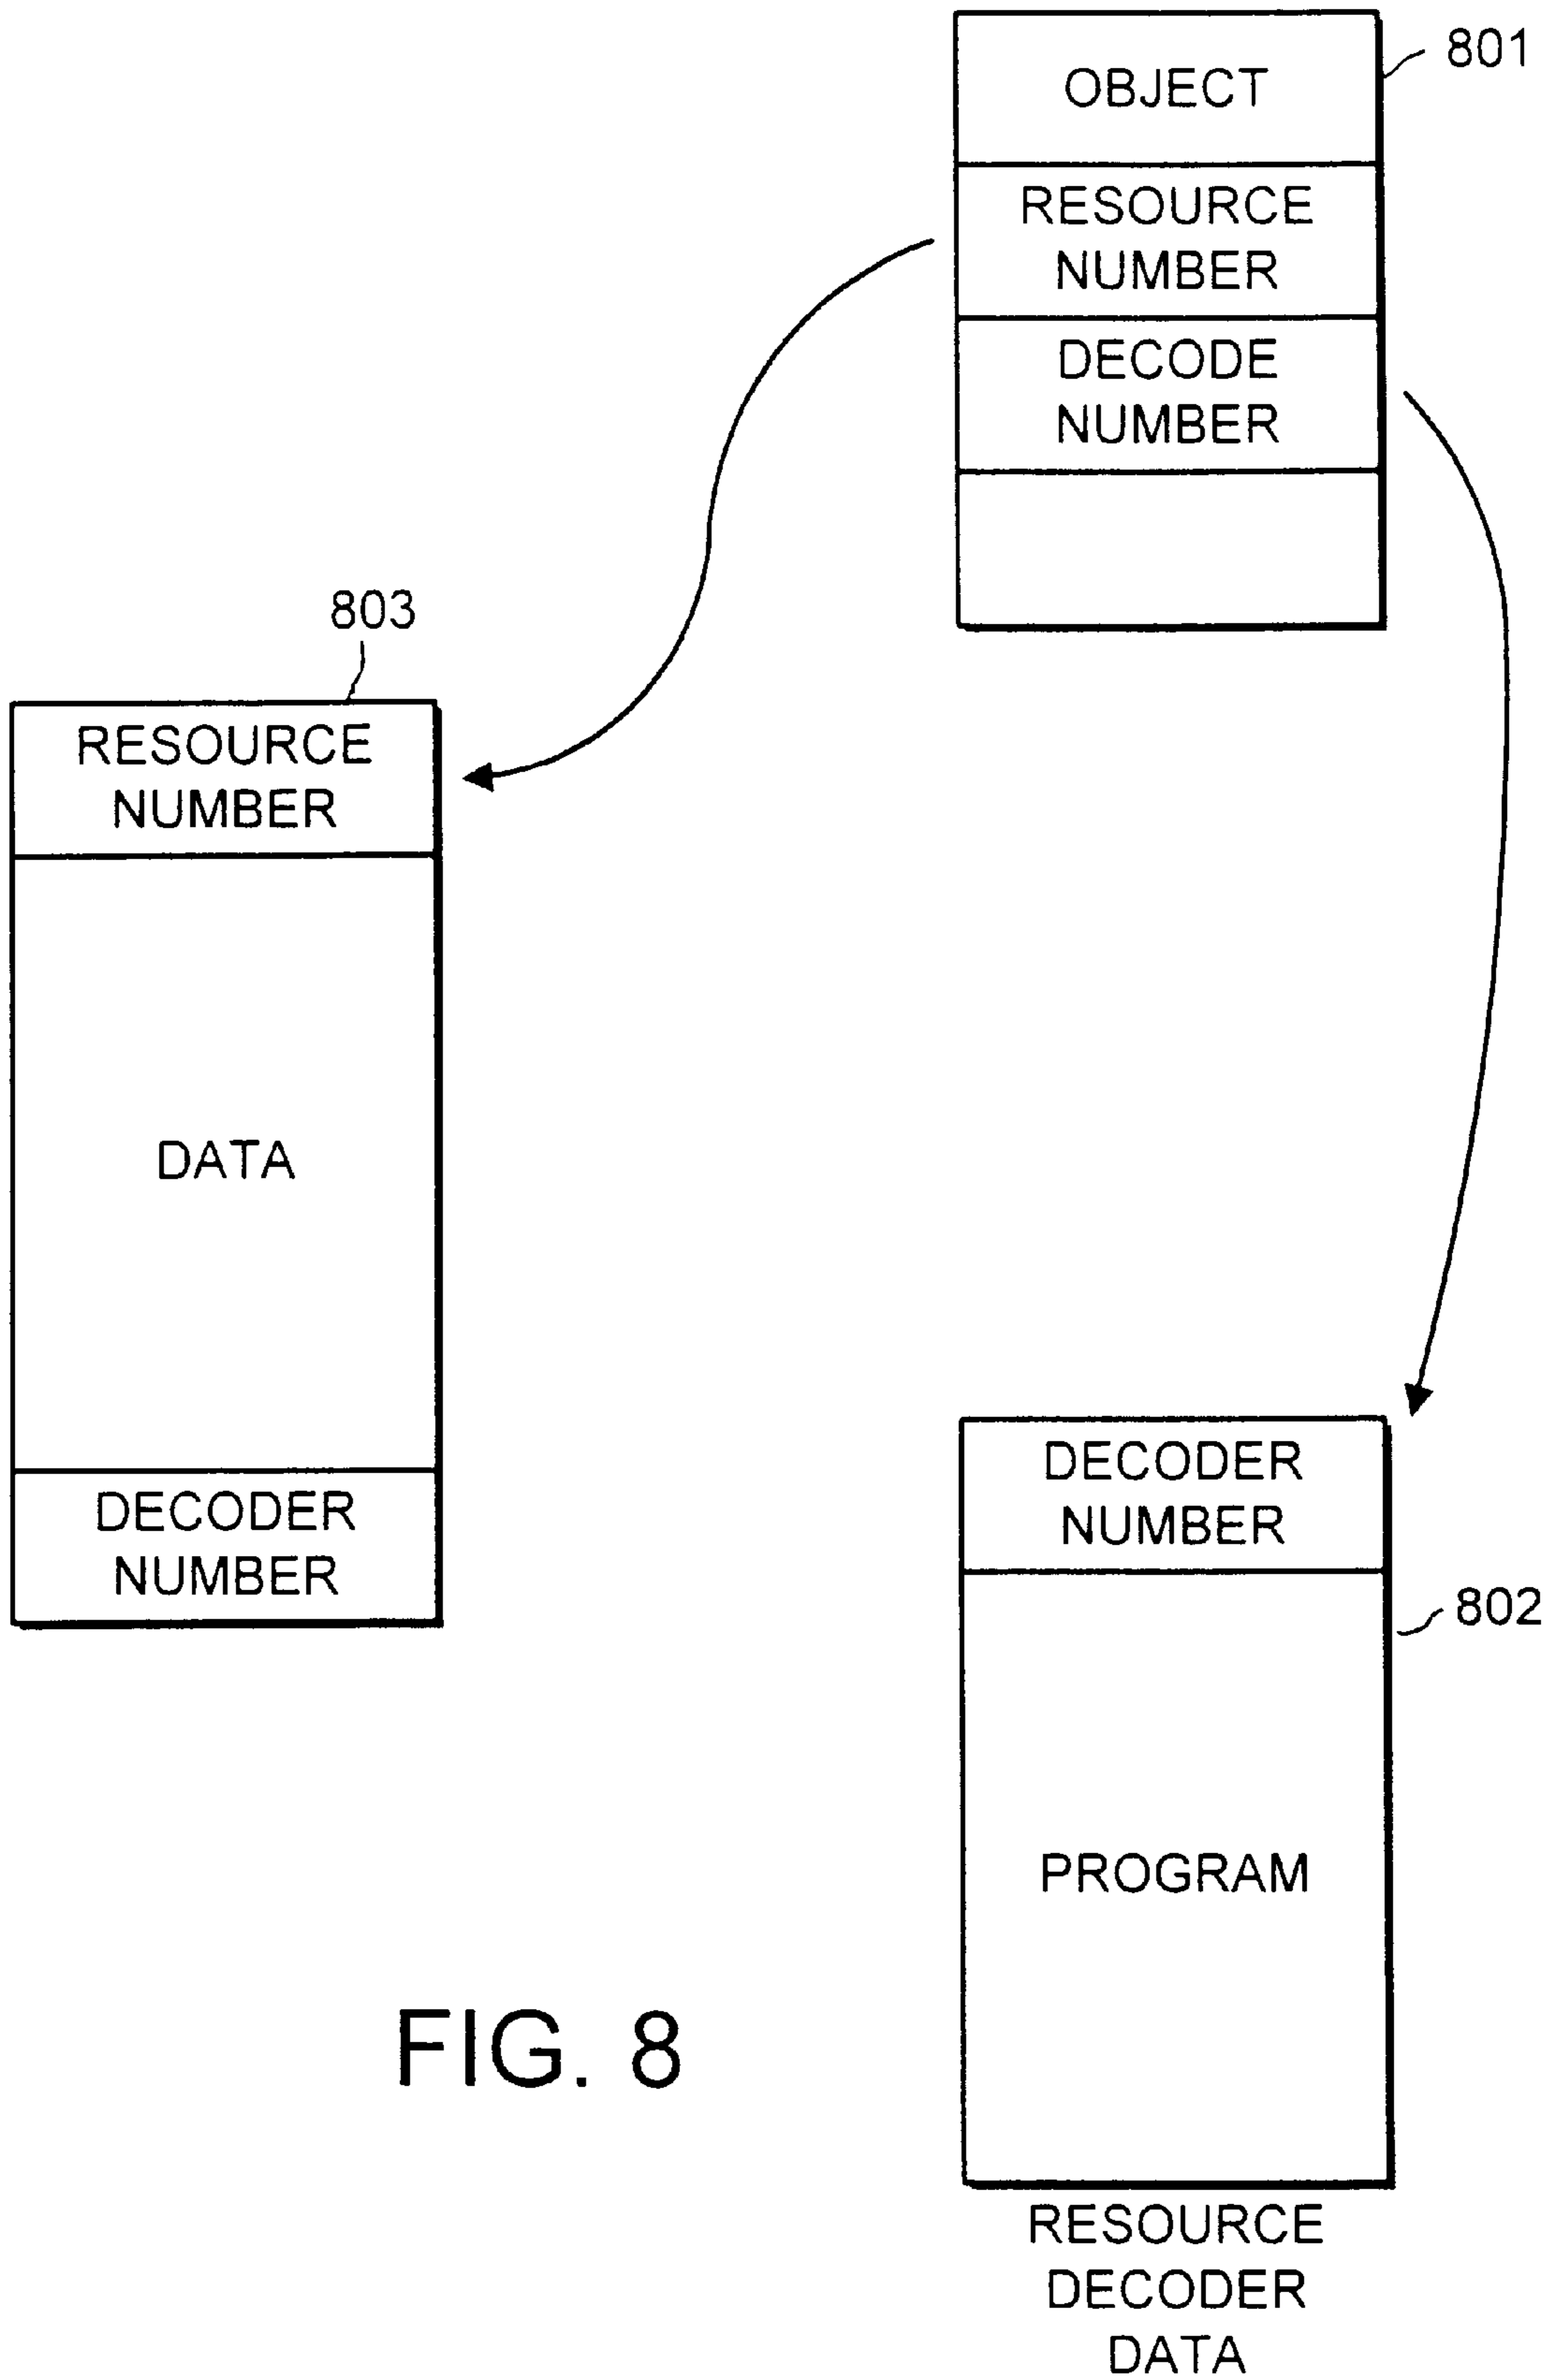 801
OBJECT
RESOURCE
NUMBER
DECODE
NUMBER
803
RESOURCE
NUMBER
DATA
DECODER
NUMBER
DECODER
NUMBER
802
PROGRAM
FIG. 8
RESOURCE
DECODER
DATA